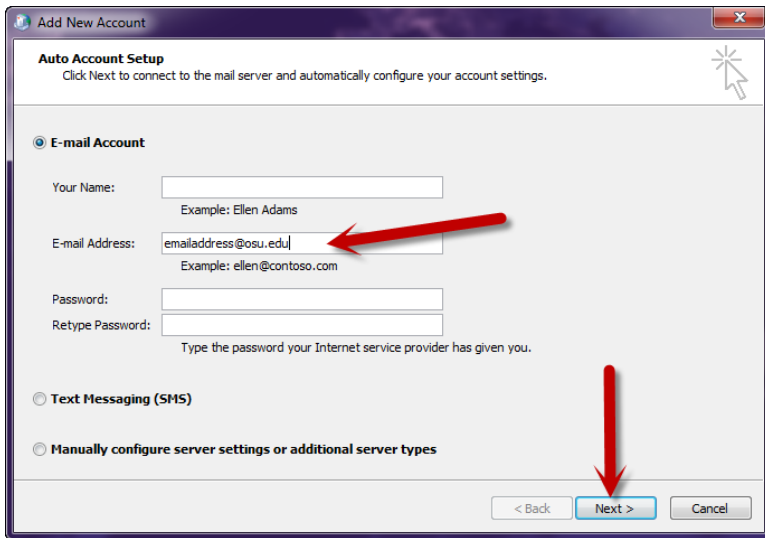 Add New Account
Auto Account Setup
Click Next to connect to the mail server and automatically configure your account settings.
E-mail Account
Your Name:
Example: Ellen Adams
E-mail Address: emailaddress@osu.edu
Example: ellen@contoso.com
Password:
Retype Password:
Type the password your Internet service provider has given you.
Text Messaging (SMS)
Manually configure server settings or additional server types
< Back Next > Cancel